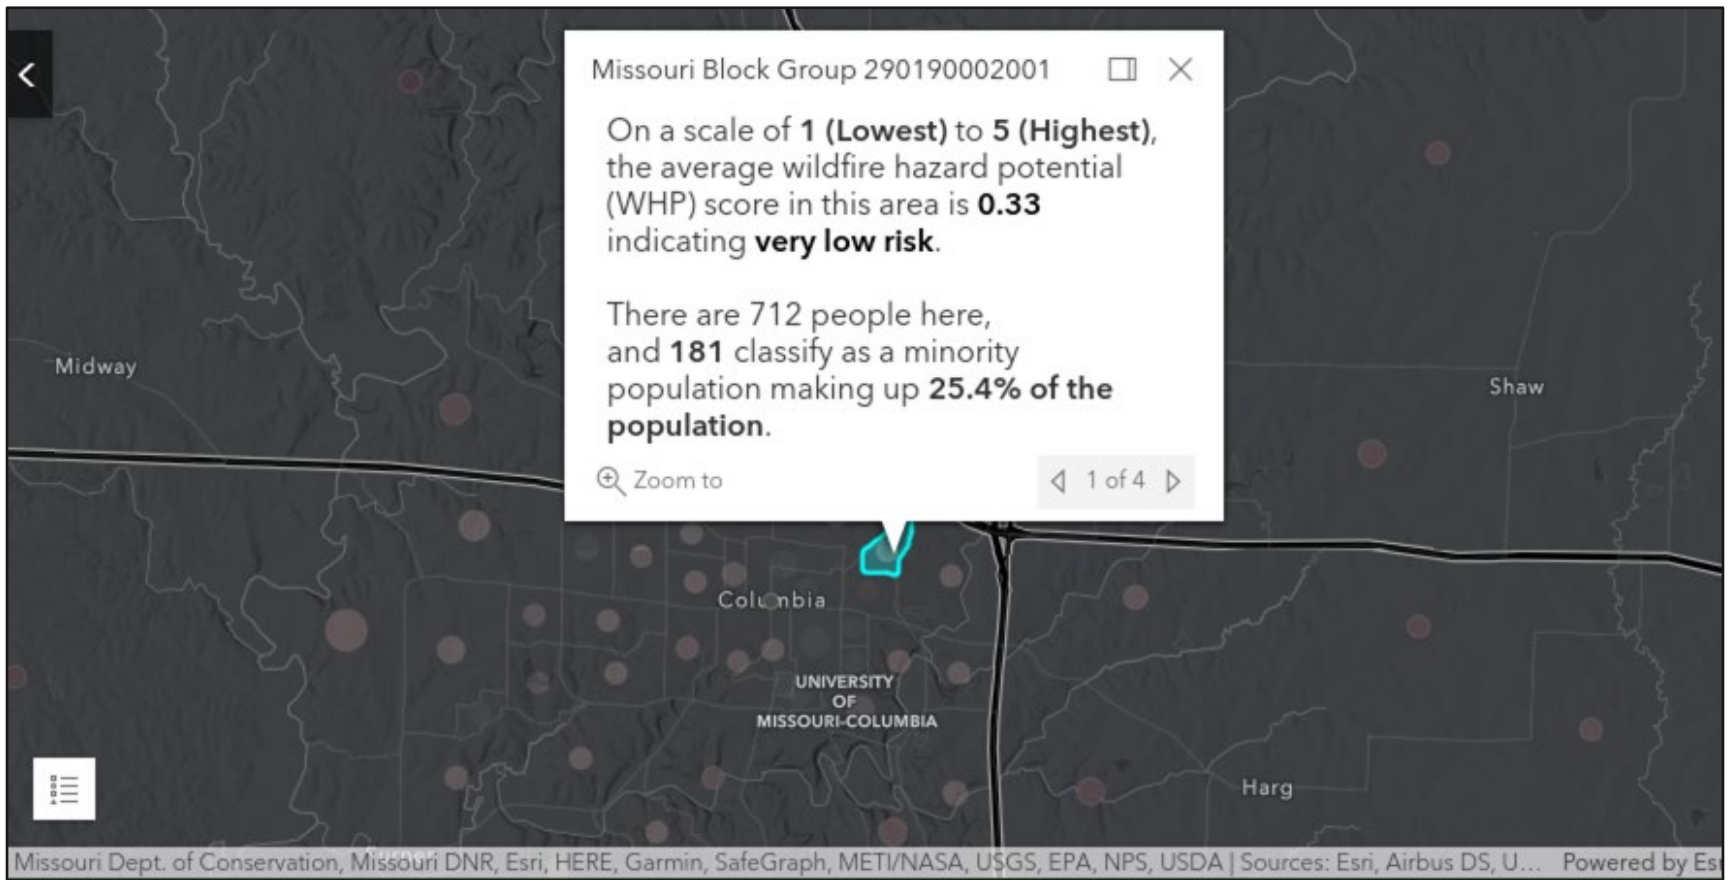 Missouri Block Group 290190002001
On a scale of 1 (Lowest) to 5 (Highest),
the average wildfire hazard potential
(WHP) score in this area is 0.33
indicating very low risk.
There are 712 people here,
and 181 classify as a minority
population making up 25.4% of the
population.
Zoom to
1 of 4
Midway
Shaw
Columbia
UNIVERSITY
OF
MISSOURI-COLUMBIA
Harg
Missouri Dept. of Conservation, Missouri DNR, Esri, HERE, Garmin, SafeGraph, METI/NASA, USGS, EPA, NPS, USDA | Sources: Esri, Airbus DS, U... Powered by Esri